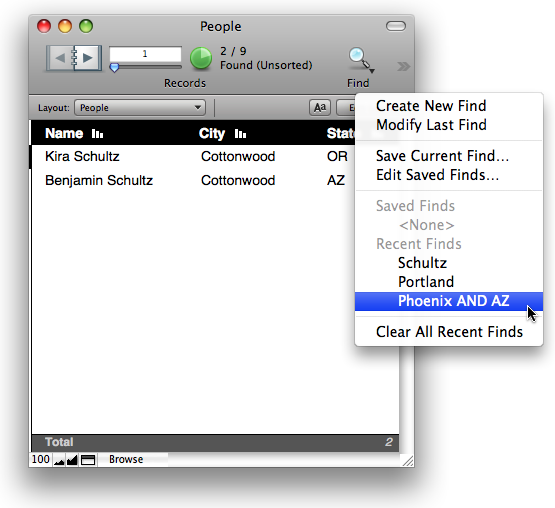 People
1
2 / 9
Found (Unsorted)
Records
Find
Layout: People
Aa
Name City State
Kira Schultz Cottonwood OR
Benjamin Schultz Cottonwood AZ
Create New Find
Modify Last Find
Save Current Find...
Edit Saved Finds...
Saved Finds
<None>
Recent Finds
Schultz
Portland
Phoenix AND AZ
Clear All Recent Finds
Total 2
100 Browse